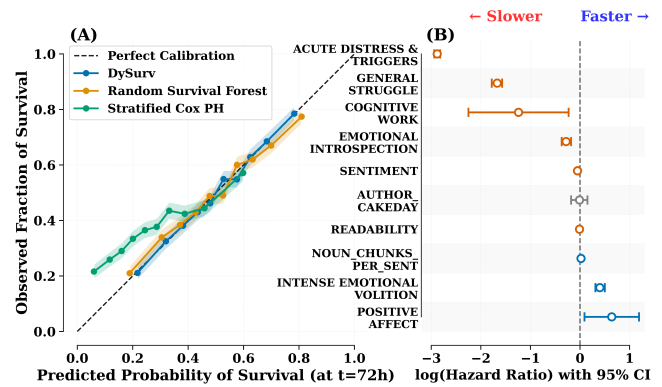 ← Slower
Faster →
(A)
(B)
Perfect Calibration
DySurv
Random Survival Forest
Stratified Cox PH
Observed Fraction of Survival
1.0
0.8
0.6
0.4
0.2
0.0
0.0
0.2
0.4
0.6
0.8
1.0
Predicted Probability of Survival (at t=72h)
ACUTE DISTRESS &
TRIGGERS
GENERAL
STRUGGLE
COGNITIVE
WORK
EMOTIONAL
INTROSPECTION
SENTIMENT
AUTHOR_
CAKEDAY
READABILITY
NOUN_CHUNKS_
PER_SENT
INTENSE EMOTIONAL
VOLITION
POSITIVE
AFFECT
−3
−2
−1
0
1
log(Hazard Ratio) with 95% CI